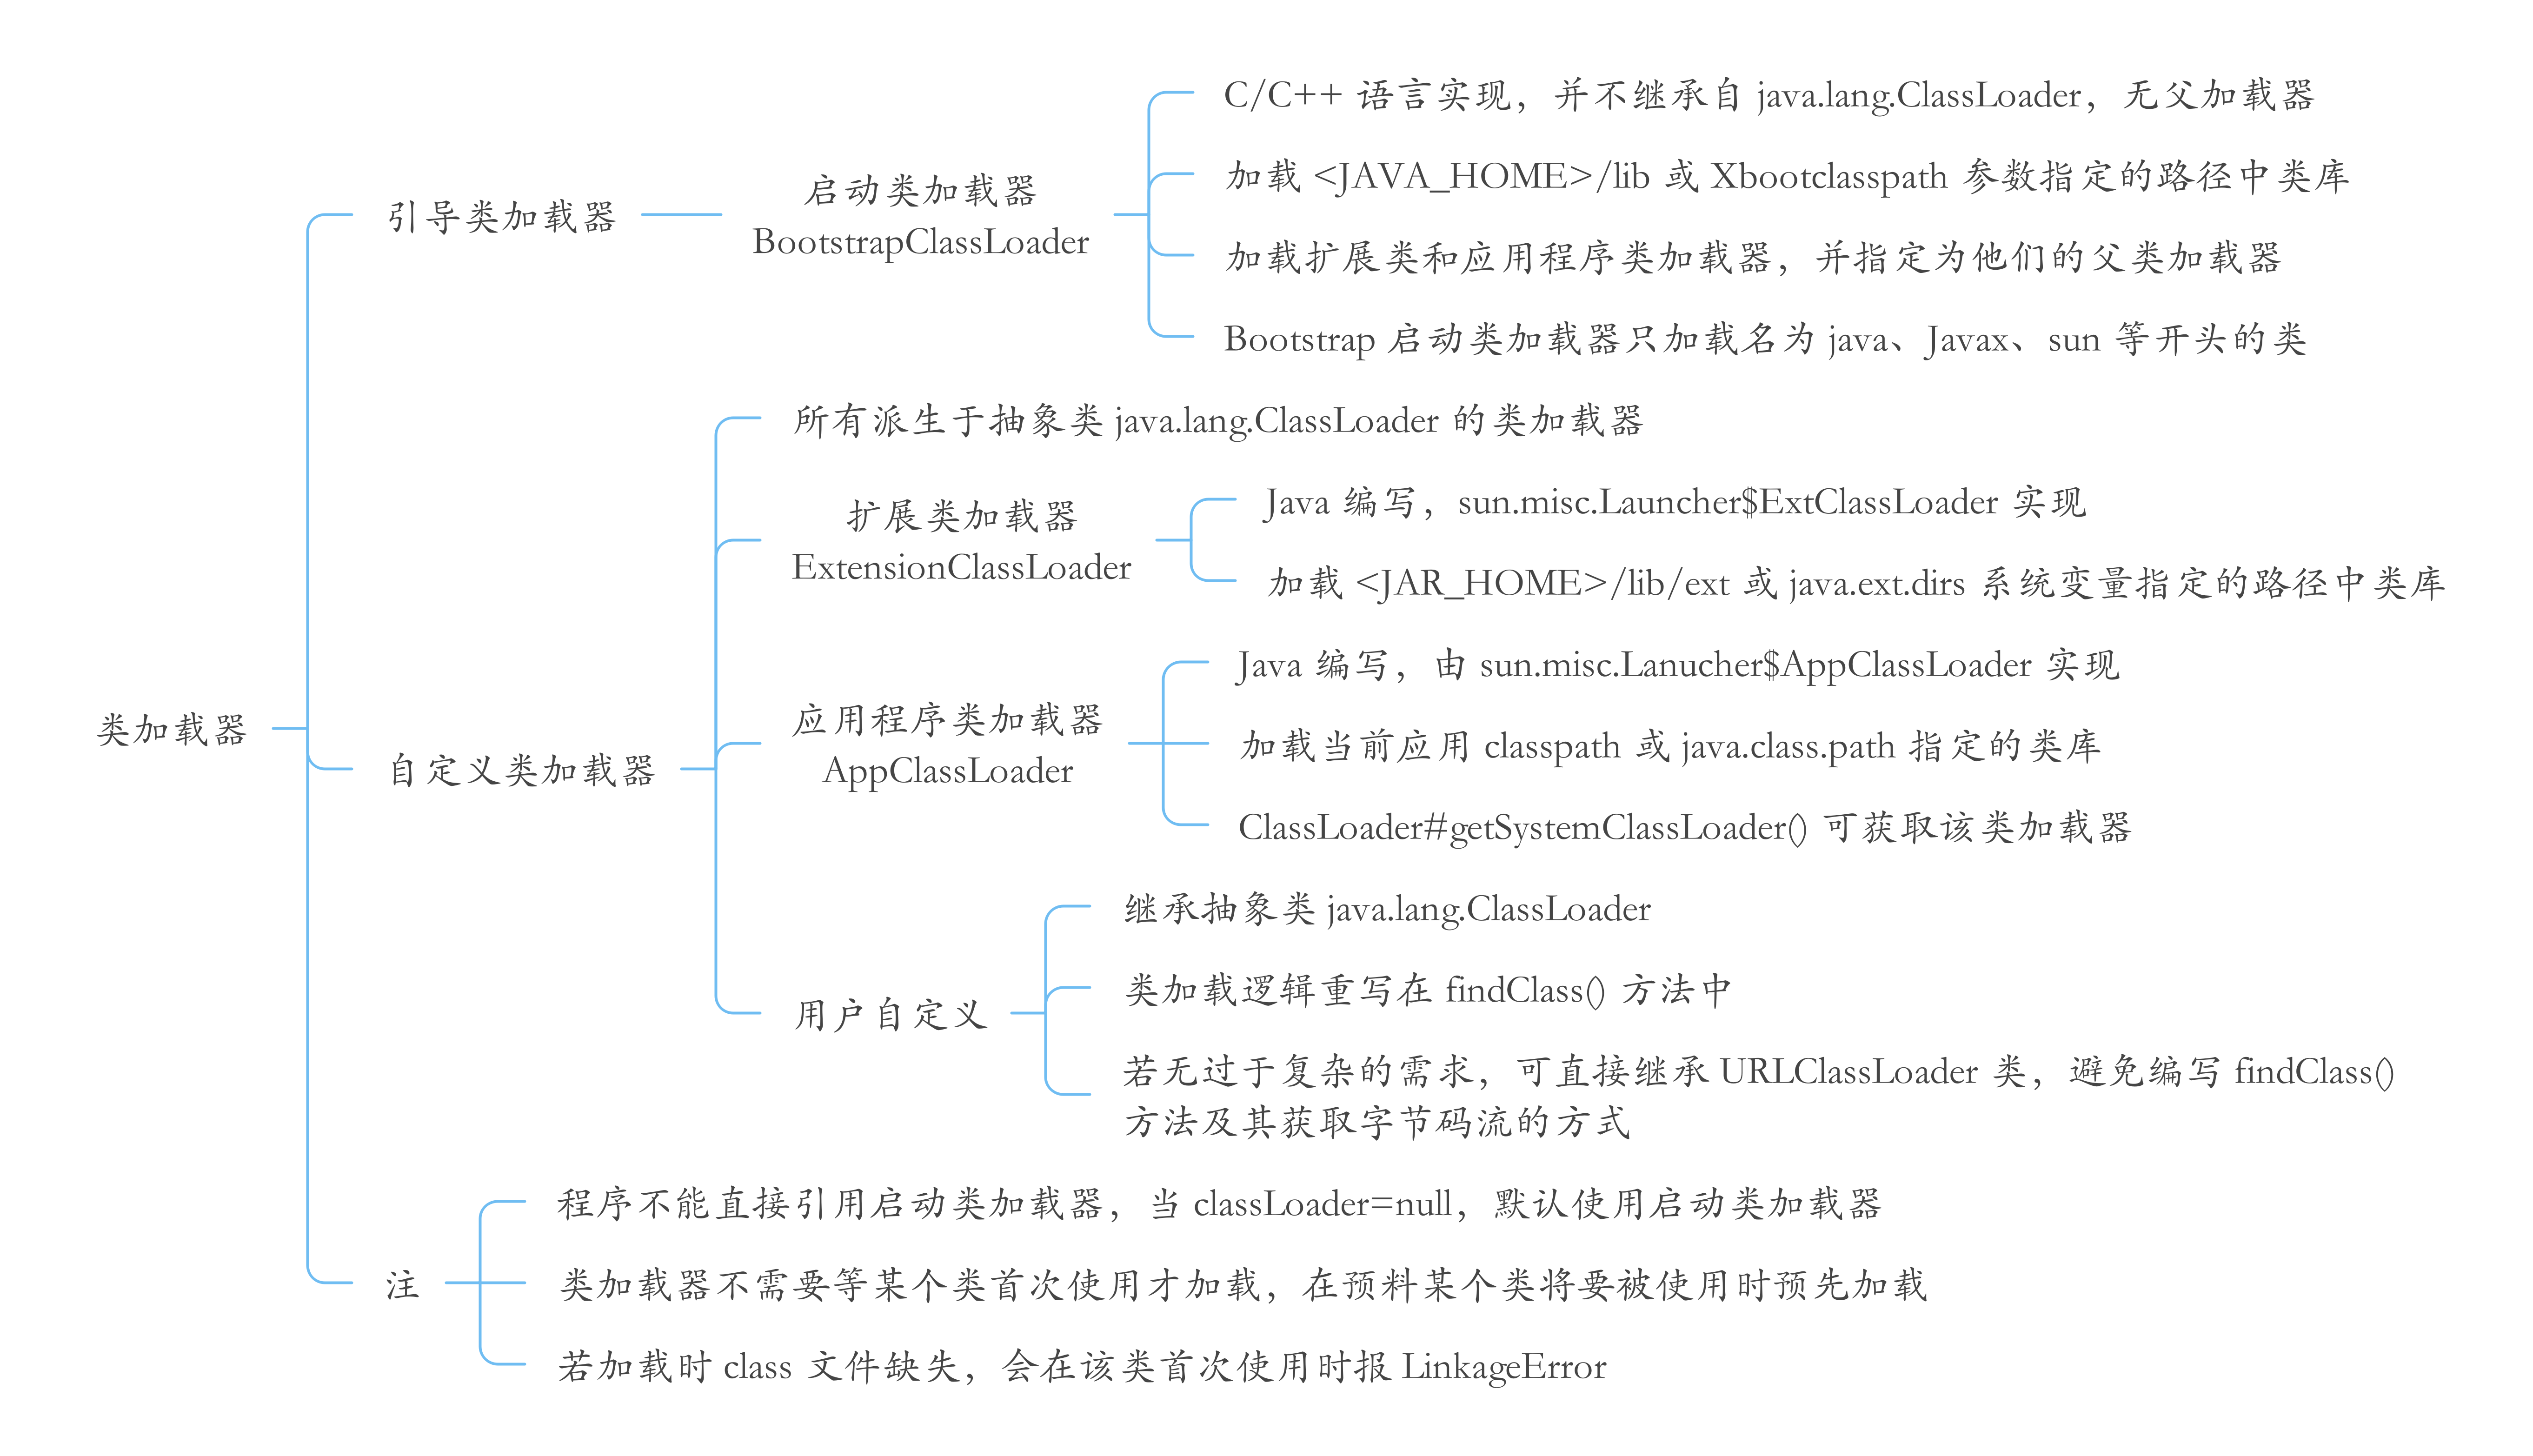 类加载器
引导类加载器
启动类加载器
BootstrapClassLoader
C/C++ 语言实现，并不继承自 java.lang.ClassLoader，无父加载器
加载 <JAVA_HOME>/lib 或 Xbootclasspath 参数指定的路径中类库
加载扩展类和应用程序类加载器，并指定为他们的父类加载器
Bootstrap 启动类加载器只加载名为 java、Javax、sun 等开头的类
自定义类加载器
所有派生于抽象类 java.lang.ClassLoader 的类加载器
扩展类加载器
ExtensionClassLoader
Java 编写，sun.misc.Launcher$ExtClassLoader 实现
加载 <JAR_HOME>/lib/ext 或 java.ext.dirs 系统变量指定的路径中类库
应用程序类加载器
AppClassLoader
Java 编写，由 sun.misc.Lanucher$AppClassLoader 实现
加载当前应用 classpath 或 java.class.path 指定的类库
ClassLoader#getSystemClassLoader() 可获取该类加载器
用户自定义
继承抽象类 java.lang.ClassLoader
类加载逻辑重写在 findClass() 方法中
若无过于复杂的需求，可直接继承 URLClassLoader 类，避免编写 findClass()
方法及其获取字节码流的方式
注
程序不能直接引用启动类加载器，当 classLoader=null，默认使用启动类加载器
类加载器不需要等某个类首次使用才加载，在预料某个类将要被使用时预先加载
若加载时 class 文件缺失，会在该类首次使用时报 LinkageError